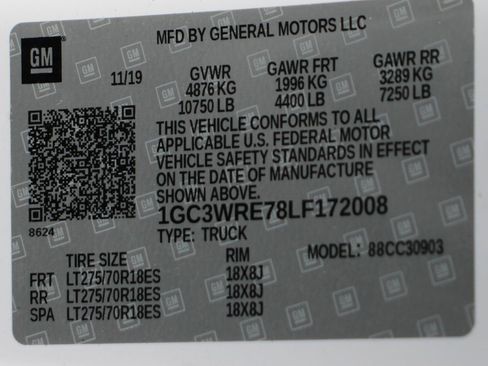 GM
MFD BY GENERAL MOTORS LLC
11/19 GVWR GAWR FRT GAWR RR
4876 KG 1996 KG 3289 KG
10750 LB 4400 LB 7250 LB
THIS VEHICLE CONFORMS TO ALL
APPLICABLE U.S. FEDERAL MOTOR
VEHICLE SAFETY STANDARDS IN EFFECT
ON THE DATE OF MANUFACTURE
SHOWN ABOVE.
8624
1GC3WRE78LF172008
TYPE: TRUCK
MODEL: 88CC30903
TIRE SIZE RIM
FRT LT275/70R18ES 18X8J
RR LT275/70R18ES 18X8J
SPA LT275/70R18ES 18X8J